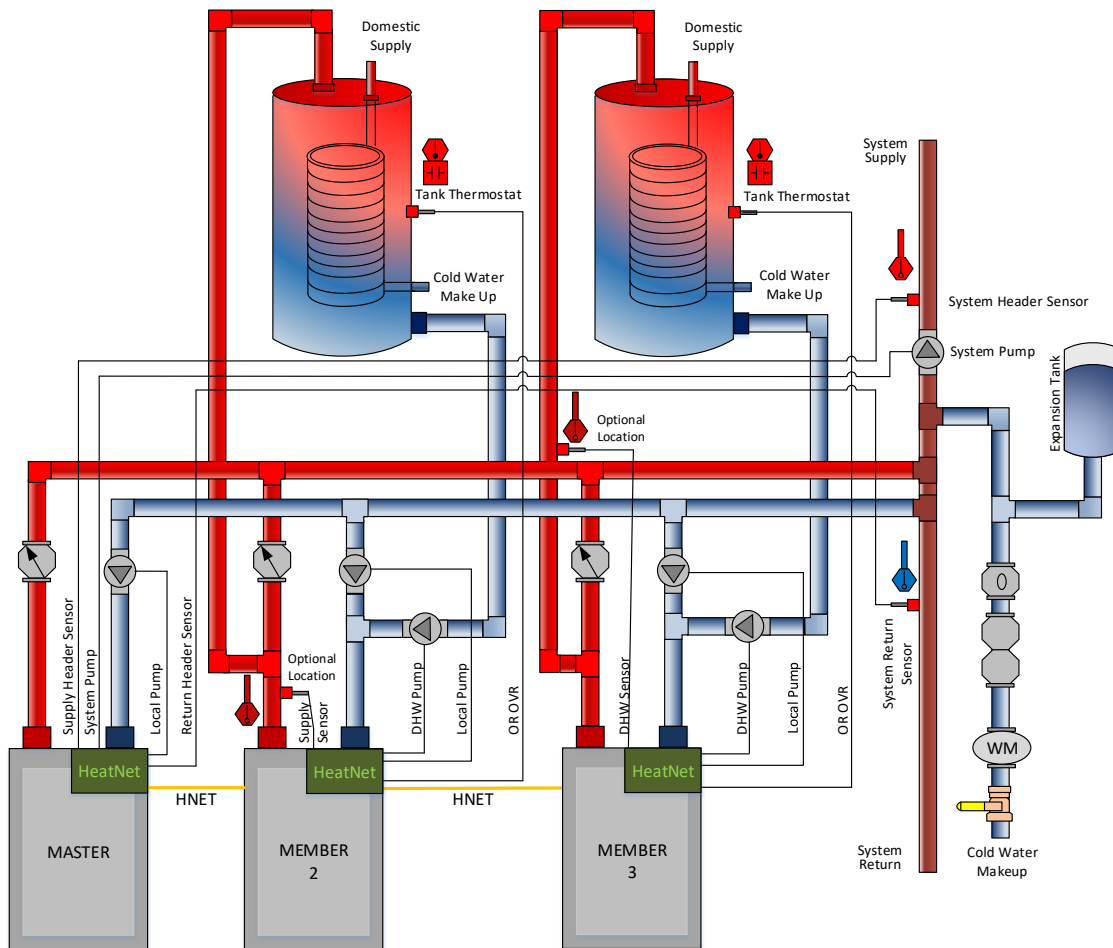 Domestic
Supply
Domestic
Supply
System
Supply
Tank Thermostat
Tank Thermostat
Cold Water
Make Up
Cold Water
Make Up
System Header Sensor
System Pump
Expansion Tank
Optional
Location
Optional
Location
Supply Header Sensor
System Pump
Local Pump
Return Header Sensor
Supply
Sensor
DHW Pump
Local Pump
OR OVR
DHW Sensor
DHW Pump
Local Pump
OR OVR
System Return
Sensor
WM
HeatNet
HeatNet
HeatNet
HNET
HNET
MASTER
MEMBER
2
MEMBER
3
System
Return
Cold Water
Makeup
0